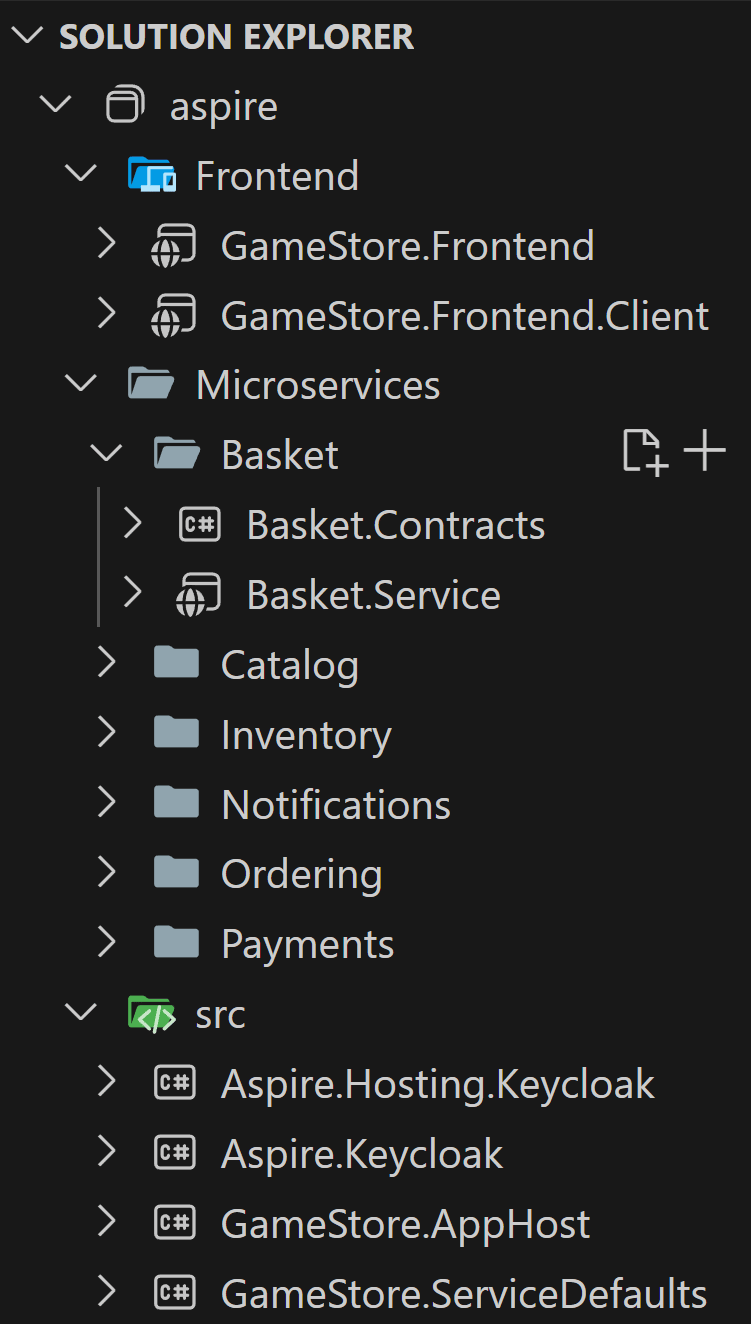 SOLUTION EXPLORER
aspire
Frontend
GameStore.Frontend
GameStore.Frontend.Client
Microservices
Basket
C# Basket.Contracts
Basket.Service
Catalog
Inventory
Notifications
Ordering
Payments
src
C# Aspire.Hosting.Keycloak
C# Aspire.Keycloak
C# GameStore.AppHost
C# GameStore.ServiceDefaults